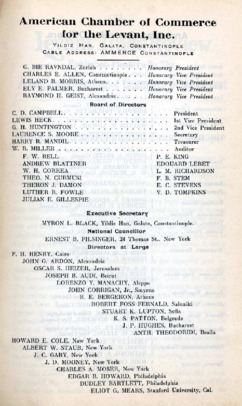 American Chamber of Commerce
for the Levant, Inc.
YILDIZ HAN, GALATA, CONSTANTINOPLE
CABLE ADDRESS: AMMERCE CONSTANTINOPLE
G. BIE RAVNDAL, Zurich . . . . Honorary President
CHARLES E. ALLEN, Constantinople . . . Honorary Vice President
LELAND B. MORRIS, Athens . . . . Honorary Vice President
ELY E. PALMER, Bucharest . . . . Honorary Vice President
RAYMOND H. GEIST, Alexandria . . . Honorary Vice President
Board of Directors
C. D. CAMPBELL . . . . . . President
LEWIS HECK . . . . . . 1st Vice President
G. H. HUNTINGTON . . . . . . 2nd Vice President
LAURENCE S. MOORE . . . . . . Secretary
HARRY R. MANDIL . . . . . . Treasurer
W. B. MILLER . . . . . . Auditor
F. W. BELL
ANDREW BLATTNER
W. H. CORREA
THEO. N. CURMUSI
THERON J. DAMON
LUTHER R. FOWLE
JULIAN E. GILLESPIE
P. E. KING
EDOUARD LEBET
L. M. RICHARDSON
F. B. STEM
E. C. STEVENS
V. D. TOMPKINS
Executive Secretary
MYRON L. BLACK, Yildiz Han, Galata, Constantinople.
National Councillor
ERNEST B. FILSINGER, 28 Thomas St., New York
Directors at Large
F. H. HENRY, Cairo
JOHN G. ARDON, Alexandria
OSCAR S. HEIZER, Jerusalem
JOSEPH B. AUDI, Beirut
LORENZO Y. MANACHY, Aleppo
JOHN CORRIGAN, Jr., Smyrna
R. E. BERGERON, Athens
ROBERT POSS FERNALD, Saloniki
STUART K. LUPTON, Sofia
K. S. PATTON, Belgrade
J. P. HUGHES, Bucharest
ANTH. THEODORIDI, Braila
HOWARD E. COLE, New York
ALBERT W. STAUB, New York
J. C. GARY, New York
J. D. MOONEY, New York
CHARLES A. MOSER, New York
EDGAR B. HOWARD, Philadelphia
DUDLEY BARTLETT, Philadelphia
ELIOT G. MEARS, Stanford University, Cal.